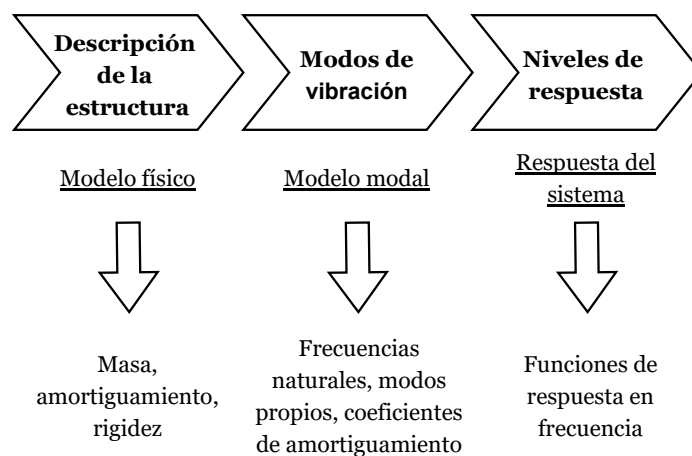 Descripción
de la
estructura
Modos de
vibración
Niveles de
respuesta
Modelo físico
Modelo modal
Respuesta del
sistema
Masa,
amortiguamiento,
rigidez
Frecuencias
naturales, modos
propios, coeficientes
de amortiguamiento
Funciones de
respuesta en
frecuencia